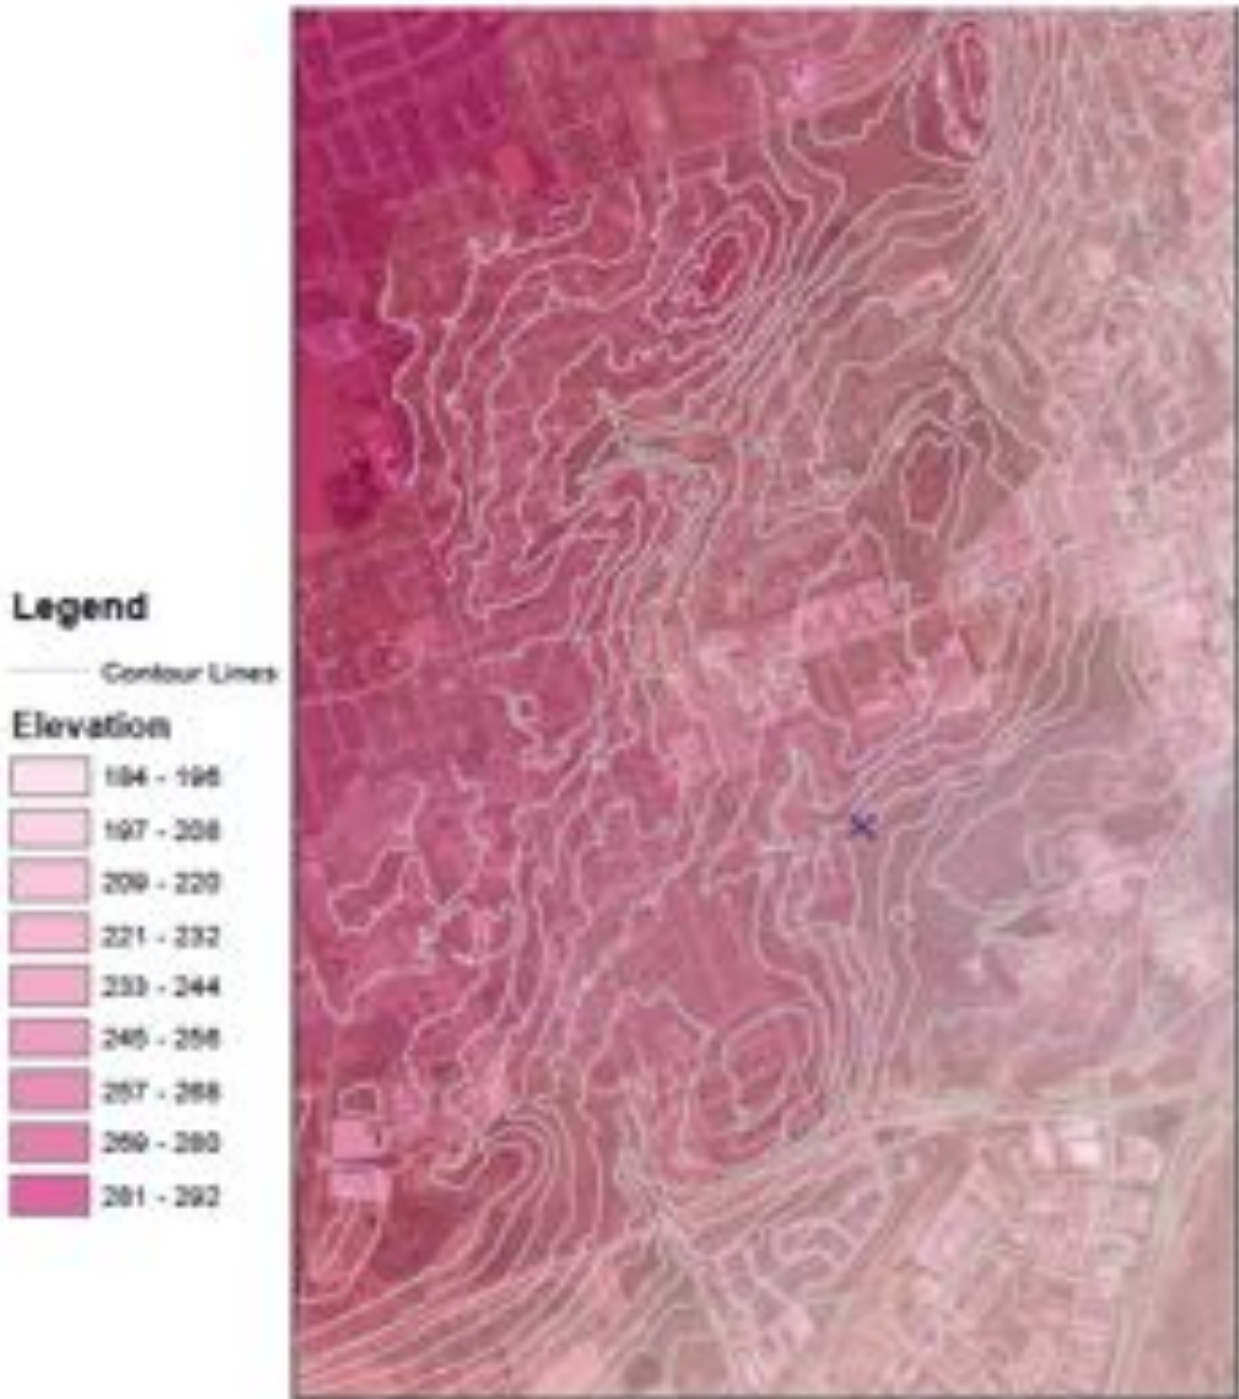 Legend
Contour Lines
Elevation
184 - 196
197 - 208
209 - 220
221 - 232
233 - 244
245 - 256
257 - 268
269 - 280
281 - 292